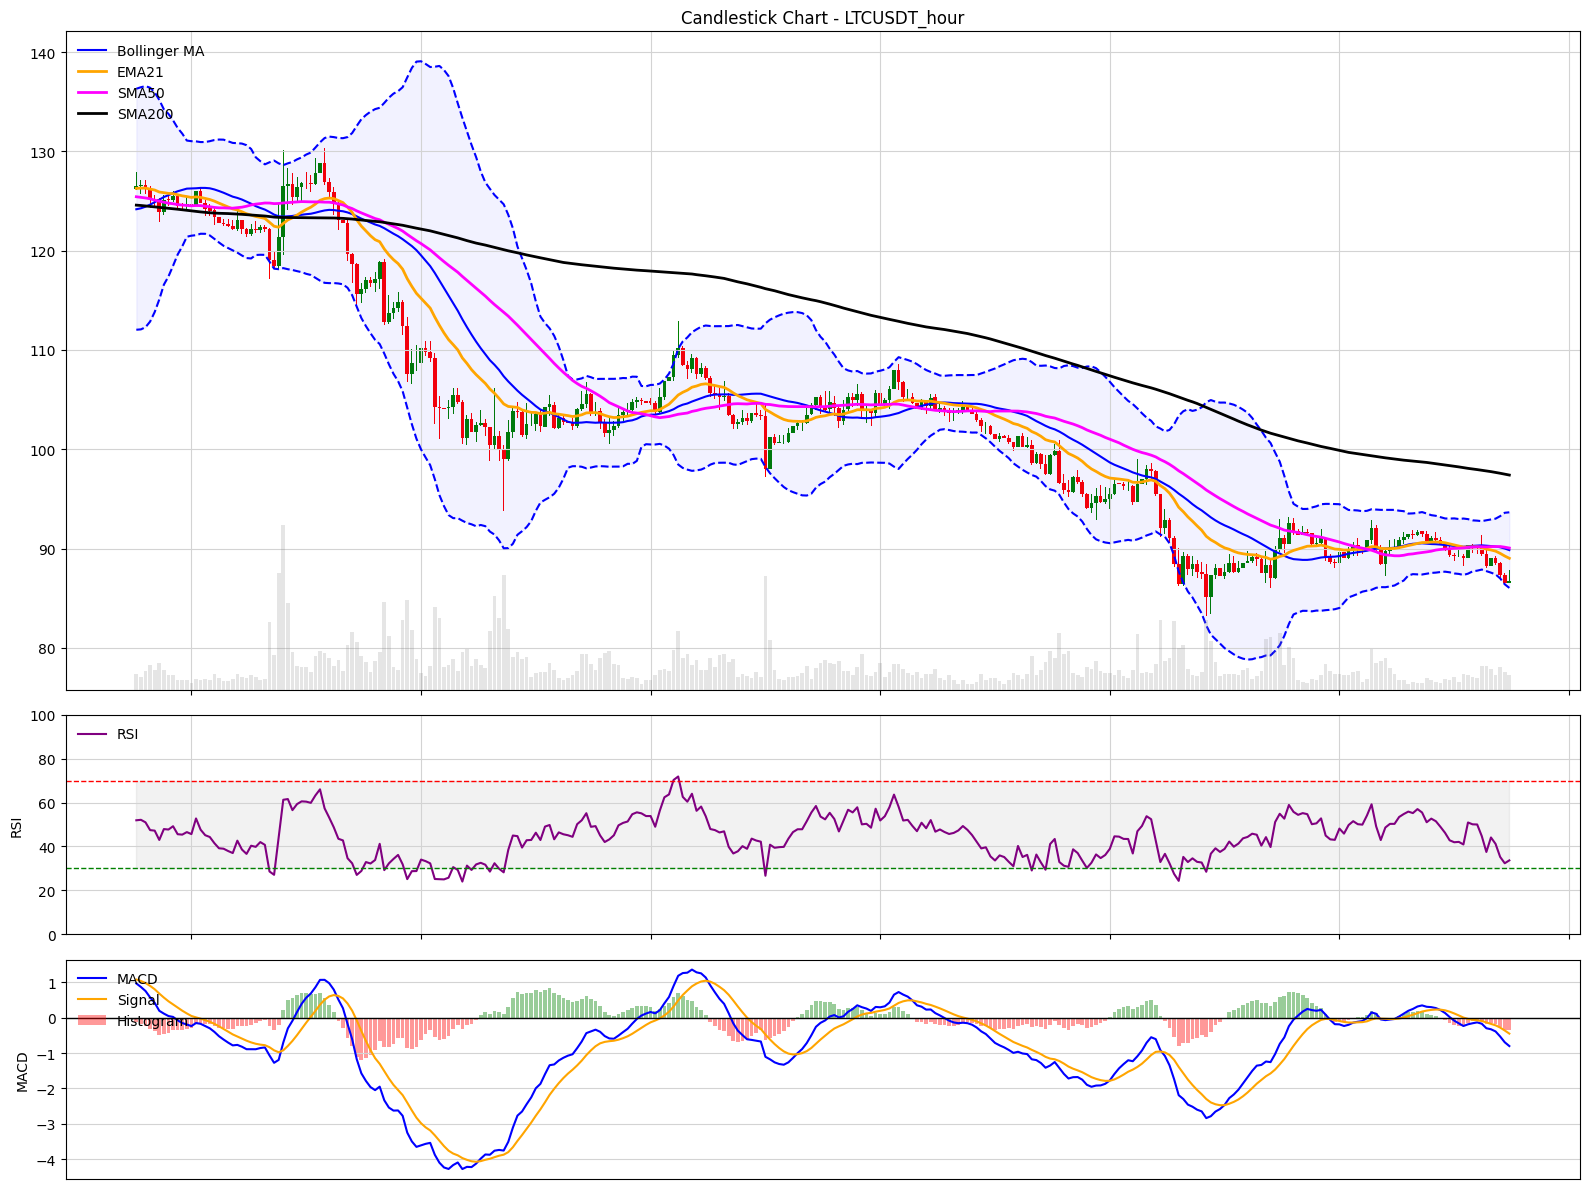 Candlestick Chart - LTCUSDT_hour
140
130
120
110
100
90
80
Bollinger MA
EMA21
SMA50
SMA200
100
80
60
40
20
0
RSI
RSI
1
0
−1
−2
−3
−4
MACD
MACD
Signal
Histogram